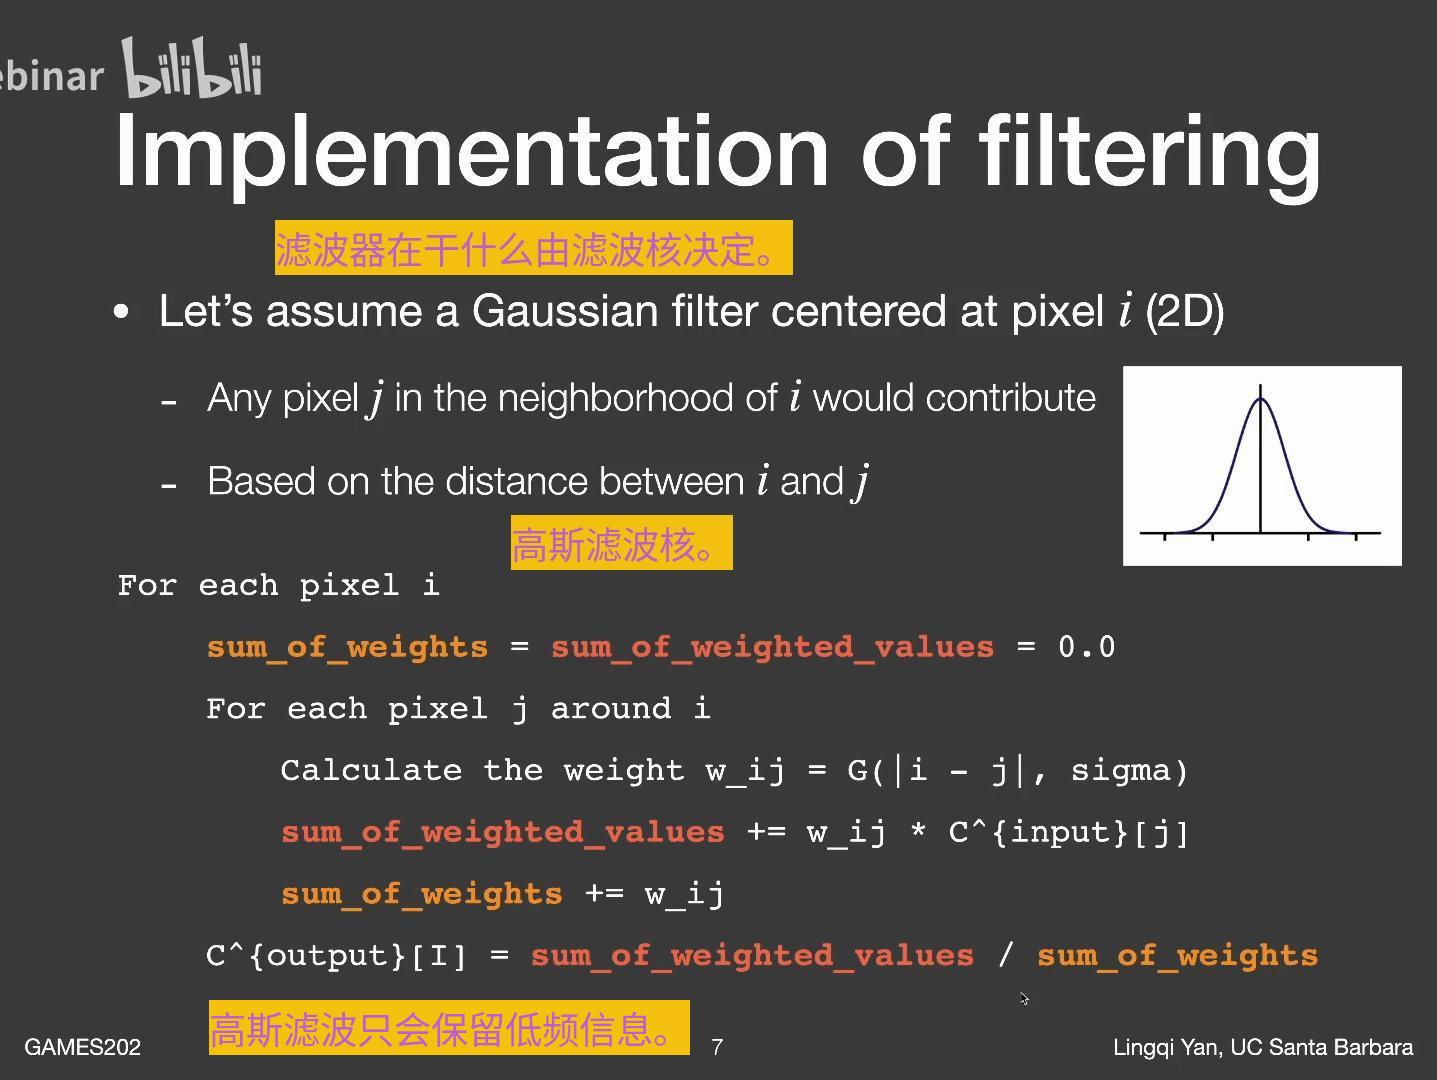 ebinar bilibili
Implementation of filtering
滤波器在干什么由滤波核决定。
• Let’s assume a Gaussian filter centered at pixel i (2D)
- Any pixel j in the neighborhood of i would contribute
- Based on the distance between i and j
高斯滤波核。
For each pixel i
sum_of_weights = sum_of_weighted_values = 0.0
For each pixel j around i
Calculate the weight w_ij = G(|i - j|, sigma)
sum_of_weighted_values += w_ij * C^{input}[j]
sum_of_weights += w_ij
C^{output}[I] = sum_of_weighted_values / sum_of_weights
高斯滤波只会保留低频信息。
GAMES202
7
Lingqi Yan, UC Santa Barbara